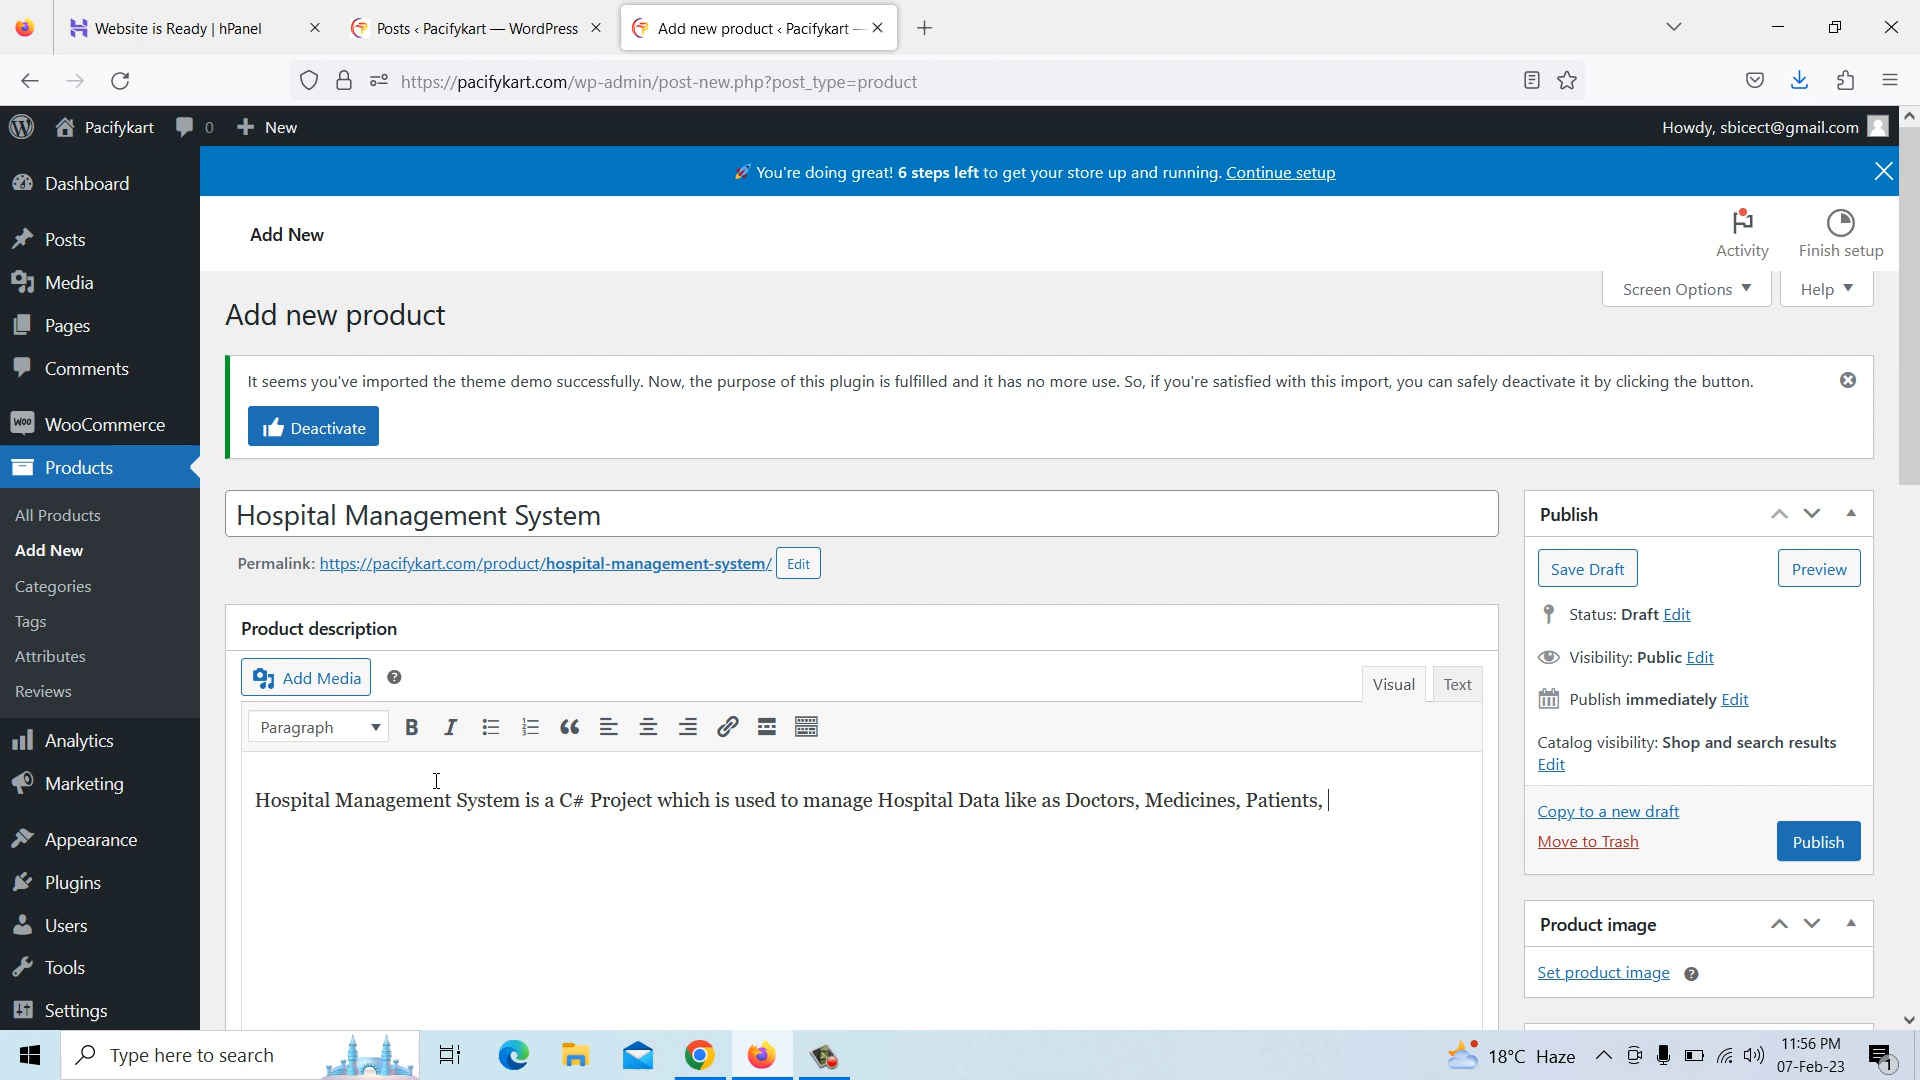 Website is Ready | hPanel
Posts ‹ Pacifykart — WordPress
Add new product ‹ Pacifykart —
https://pacifykart.com/wp-admin/post-new.php?post_type=product
Pacifykart
0
New
Howdy, sbicect@gmail.com
🚀 You're doing great! 6 steps left to get your store up and running. Continue setup
Dashboard
Posts
Media
Pages
Comments
WooCommerce
Products
All Products
Add New
Categories
Tags
Attributes
Reviews
Analytics
Marketing
Appearance
Plugins
Users
Tools
Settings
Add New
Activity
Finish setup
Screen Options
Help
Add new product
It seems you've imported the theme demo successfully. Now, the purpose of this plugin is fulfilled and it has no more use. So, if you're satisfied with this import, you can safely deactivate it by clicking the button.
Deactivate
Hospital Management System
Permalink: https://pacifykart.com/product/hospital-management-system/ Edit
Product description
Add Media
Visual
Text
Paragraph
Hospital Management System is a C# Project which is used to manage Hospital Data like as Doctors, Medicines, Patients,
Publish
Save Draft
Preview
Status: Draft Edit
Visibility: Public Edit
Publish immediately Edit
Catalog visibility: Shop and search results
Edit
Copy to a new draft
Move to Trash
Publish
Product image
Set product image
Type here to search
18°C Haze
11:56 PM
07-Feb-23
1